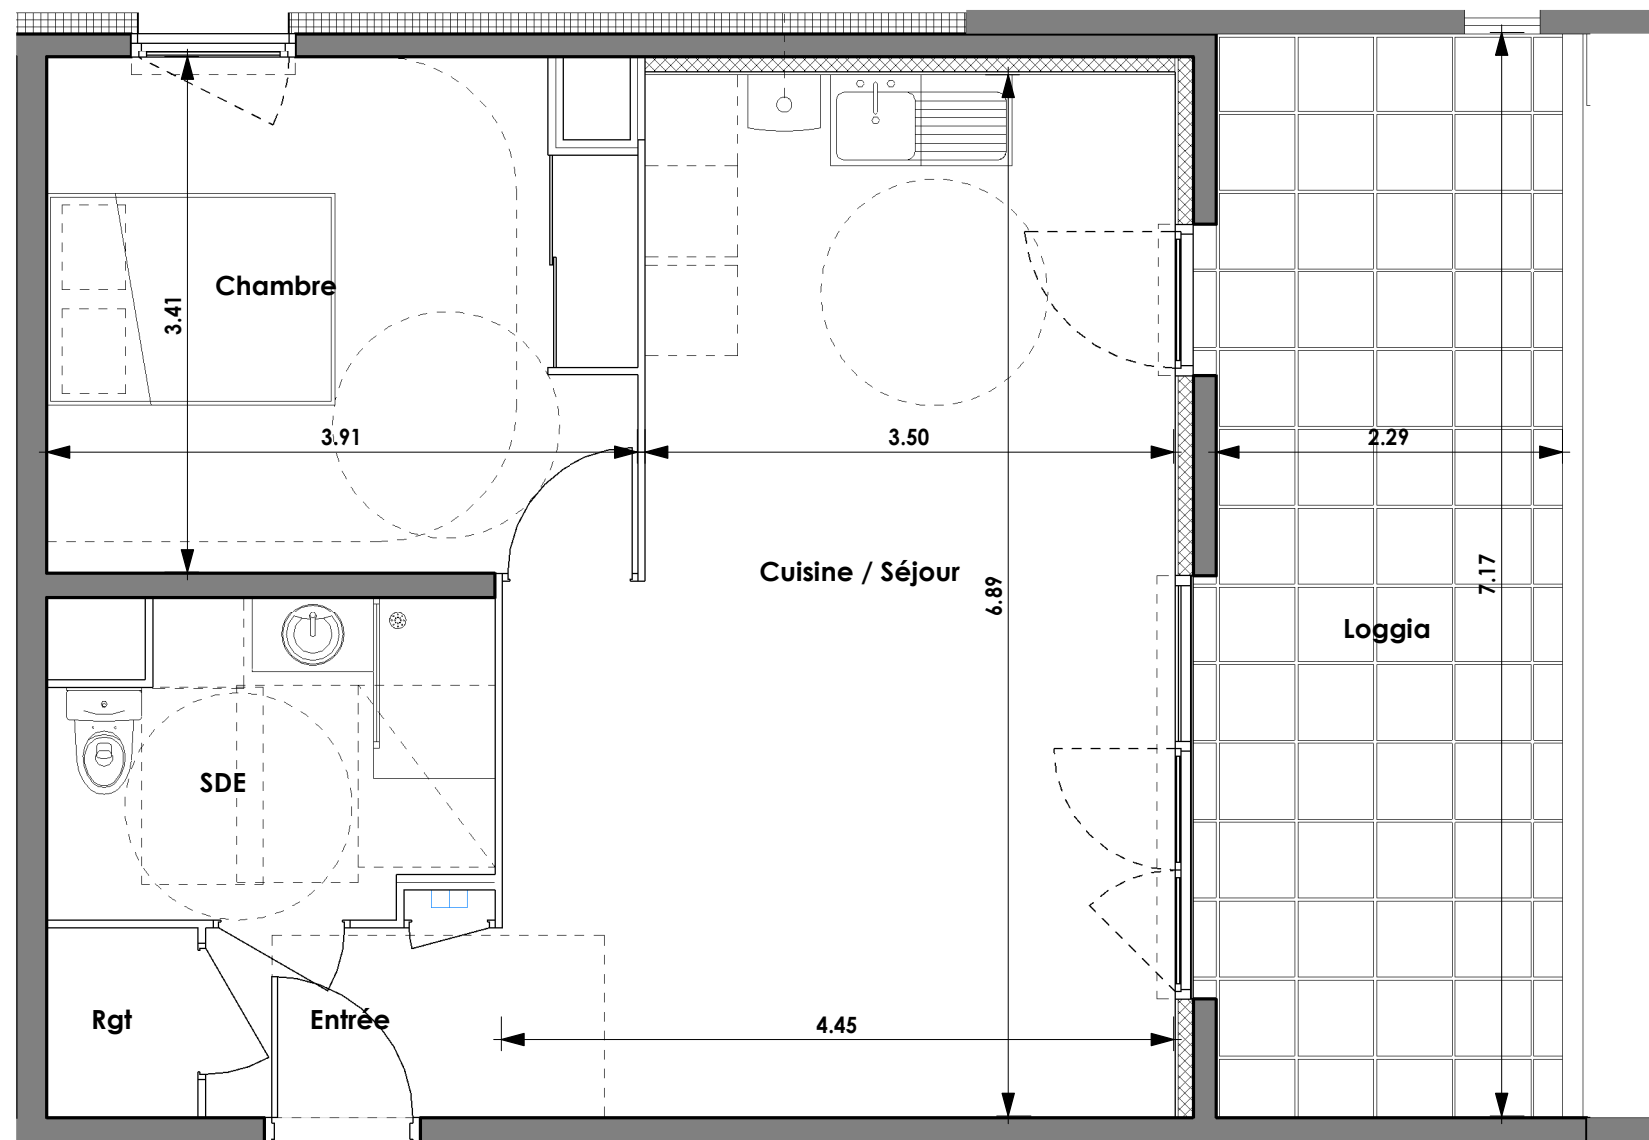 Chambre
3.41
3.91
3.50
2.29
Cuisine / Séjour
6.89
7.17
Loggia
SDE
Rgt
Entrée
4.45